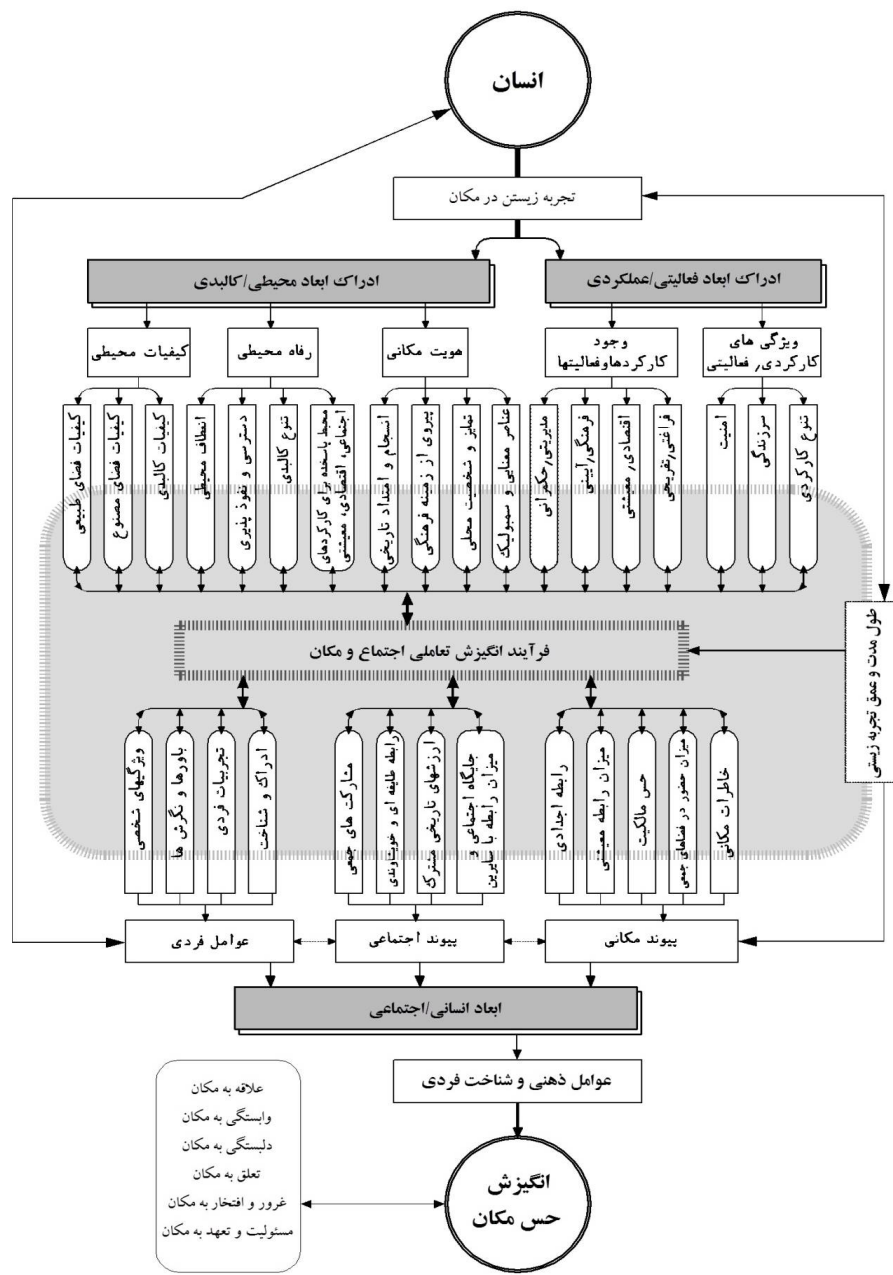 انسان
تجربه زیستن در مکان
ادراک ابعاد فعالیتی/عملکردی
ادراک ابعاد محیطی/کالبدی
ویژگی های
کارکردی, فعالیتی
وجود
کارکردهاوفعالیتها
هویت مکانی
رفاه محیطی
کیفیات محیطی
تنوع کارکردی
سرزندگی
امنیت
فراغتی,تفریحی
اقتصادی, معیشتی
فرهنگی,آیینی
مدیریتی,حکمرانی
عناصر معنایی و سمبولیک
تمایز و شخصیت محلی
پیروی از زمینه فرهنگی
انسجام و امتداد تاریخی
محیط پاسخده برای کارکردهای
اجتماعی، اقتصادی، معیشتی
تنوع کالبدی
دسترسی و نفوذ پذیری
انعطاف محیطی
کیفیات کالبدی
کیفیات فضای مصنوع
کیفیات فضای طبیعی
طول مدت و عمق تجربه زیستی
فرآیند انگیزش تعاملی اجتماع و مکان
خاطرات مکانی
میزان حضور در فضاهای جمعی
حس مالکیت
میزان رابطه معیشتی
رابطه اجدادی
جایگاه اجتماعی و
میزان رابطه با سایرین
ارزشهای تاریخی مشترک
رابطه طایفه ای و خویشاوندی
مشارکت های جمعی
ادراک و شناخت
تجربیات فردی
باورها و نگرش ها
ویژگیهای شخصی
پیوند مکانی
پیوند اجتماعی
عوامل فردی
ابعاد انسانی/اجتماعی
عوامل ذهنی و شناخت فردی
انگیزش
حس مکان
علاقه به مکان
وابستگی به مکان
دلبستگی به مکان
تعلق به مکان
غرور و افتخار به مکان
مسئولیت و تعهد به مکان